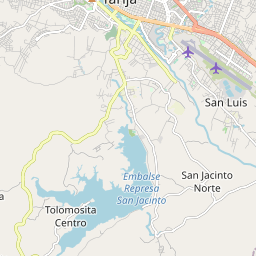 Tarija
San Luis
Embalse
Represa
San Jacinto
San Jacinto
Norte
Tolomosita
Centro